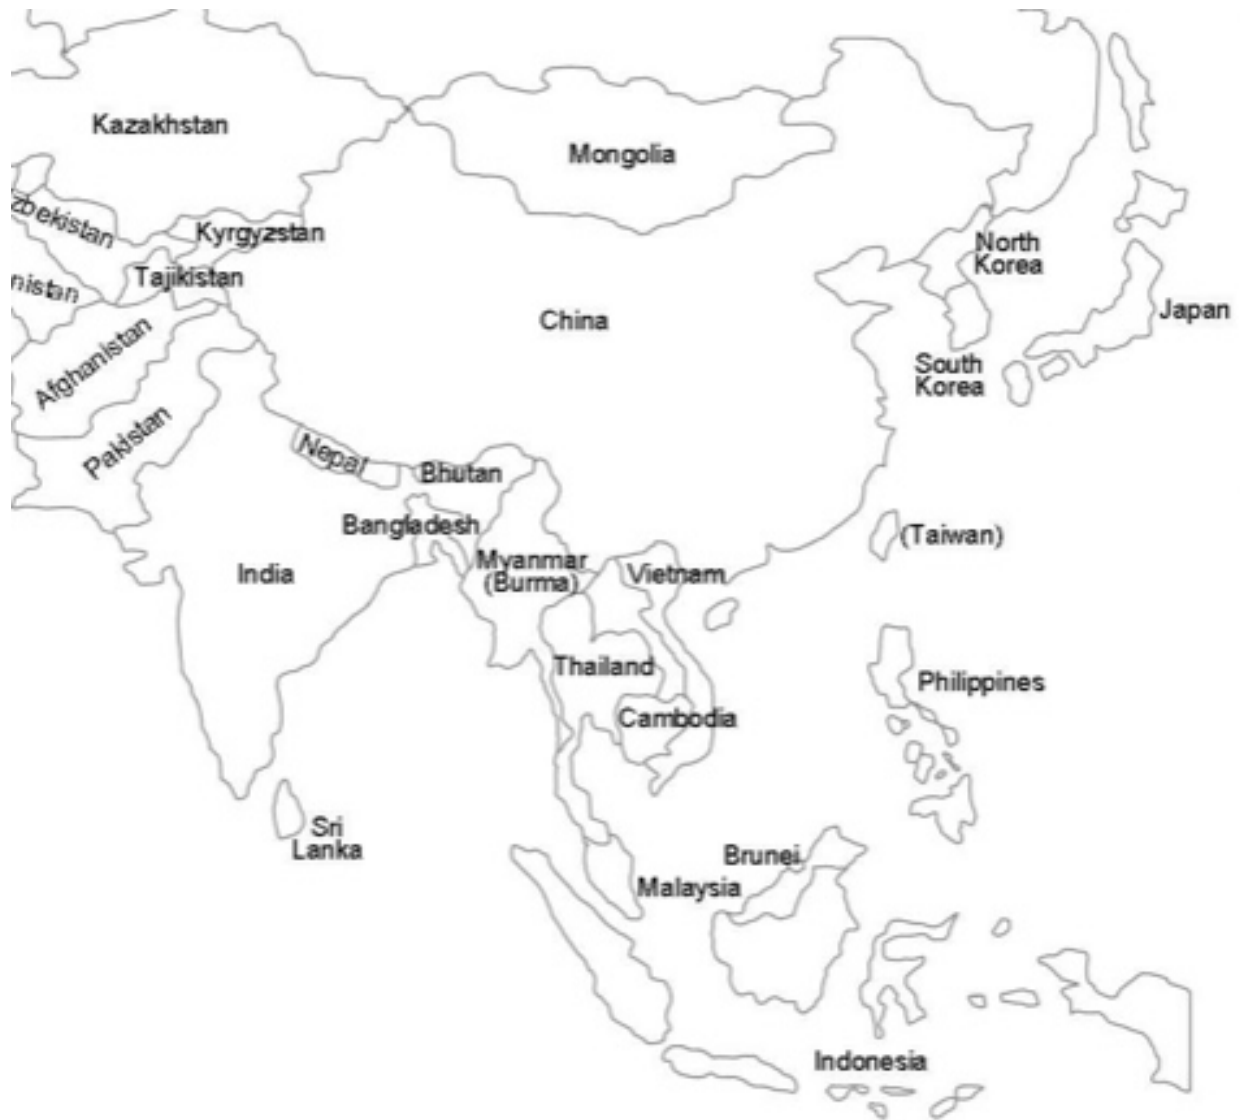 Kazakhstan
Mongolia
zbekistan
Kyrgyzstan
North
Korea
Tajikistan
nistan
China
Japan
Afghanistan
South
Korea
Pakistan
Nepal
Bhutan
Bangladesh
(Taiwan)
India
Myanmar
(Burma)
Vietnam
Thailand
Philippines
Cambodia
Sri
Lanka
Brunei
Malaysia
Indonesia